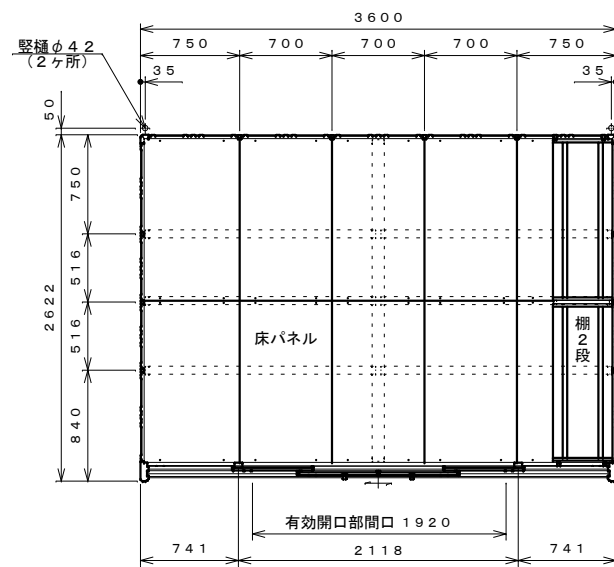 ３６００
７５０ ７００ ７００ ７００ ７５０
竪樋φ４２
（２ヶ所）
３５ ３５
５０
７５０
５１６
２６２２
５１６
８４０
床パネル
棚２段
有効開口部間口 １９２０
７４１ ２１１８ ７４１